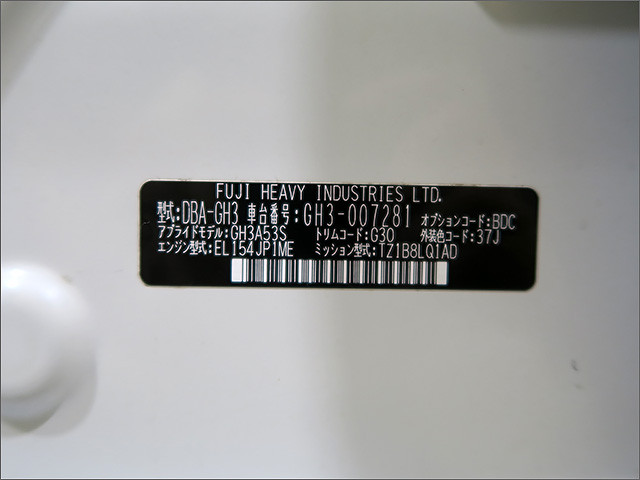 FUJI HEAVY INDUSTRIES LTD.
型式:DBA-GH3 車台番号:GH3-007281 オプションコード:BDC
アプライドモデル:GH3A53S トリムコード:G30 外装色コード:37J
エンジン型式:EL154JP1ME ミッション型式:TZ1B8LQ1AD